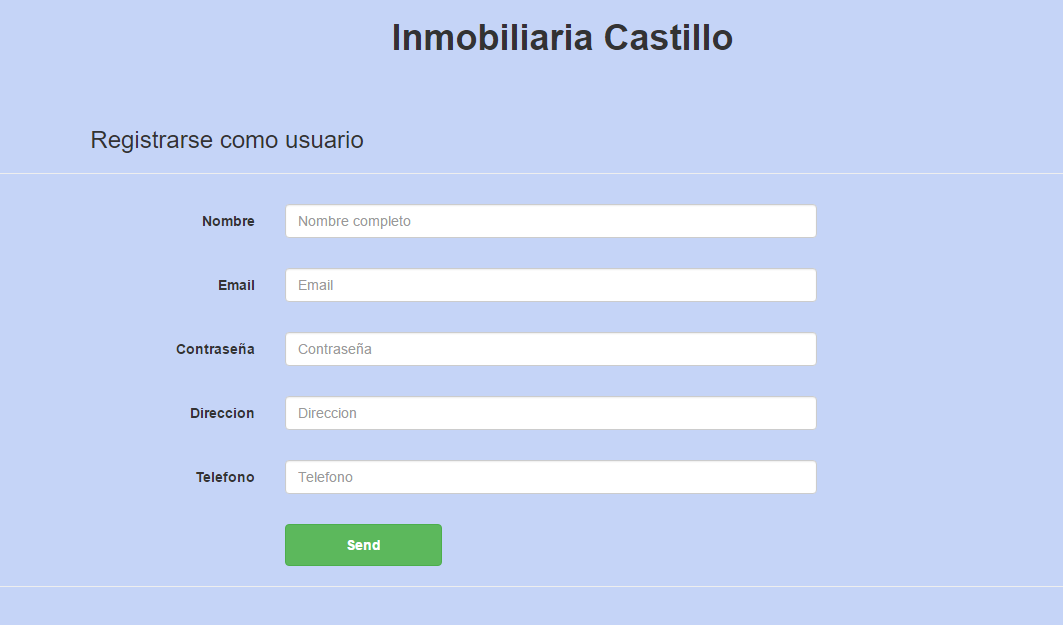 Inmobiliaria Castillo
Registrarse como usuario
Nombre Nombre completo
Email Email
Contraseña Contraseña
Direccion Direccion
Telefono Telefono
Send